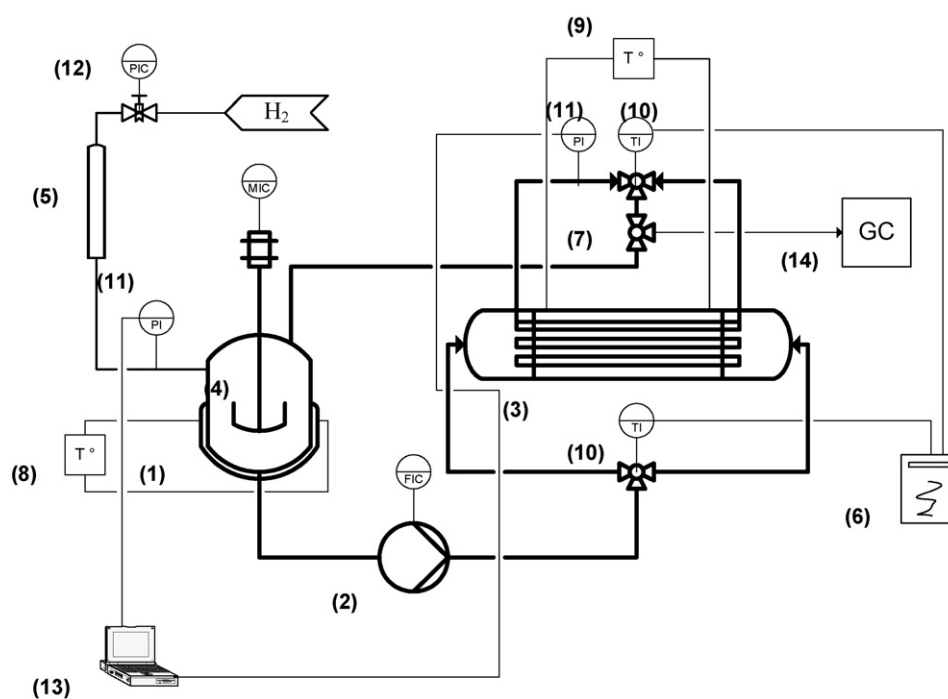 (9)
T °
(12)
PIC
H₂
(11)
(10)
PI
TI
MIC
(5)
(7)
GC
(14)
(11)
PI
(4)
(3)
TI
T °
(8)
(1)
(10)
FIC
(6)
(2)
(13)